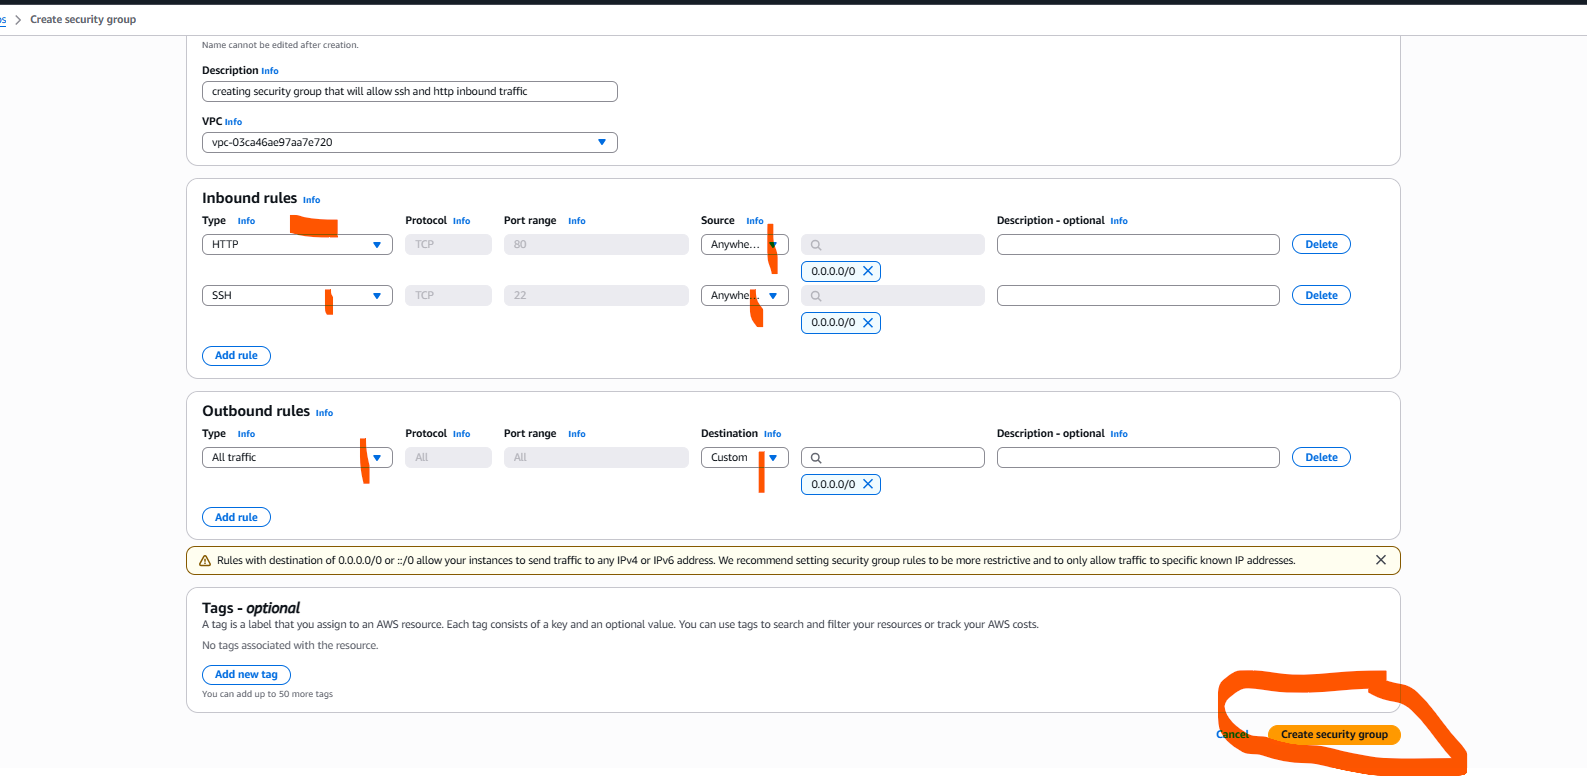 Create security group
Name cannot be edited after creation.
Description Info
creating security group that will allow ssh and http inbound traffic
VPC Info
vpc-03ca46ae97aa7e720
Inbound rules Info
Type Info Protocol Info Port range Info Source Info Description - optional Info
HTTP TCP 80 Anywhe... Delete
0.0.0.0/0
SSH TCP 22 Anywhe... Delete
0.0.0.0/0
Add rule
Outbound rules Info
Type Info Protocol Info Port range Info Destination Info Description - optional Info
All traffic All All Custom Delete
0.0.0.0/0
Add rule
Rules with destination of 0.0.0.0/0 or ::/0 allow your instances to send traffic to any IPv4 or IPv6 address. We recommend setting security group rules to be more restrictive and to only allow traffic to specific known IP addresses.
Tags - optional
A tag is a label that you assign to an AWS resource. Each tag consists of a key and an optional value. You can use tags to search and filter your resources or track your AWS costs.
No tags associated with the resource.
Add new tag
You can add up to 50 more tags
Cancel Create security group